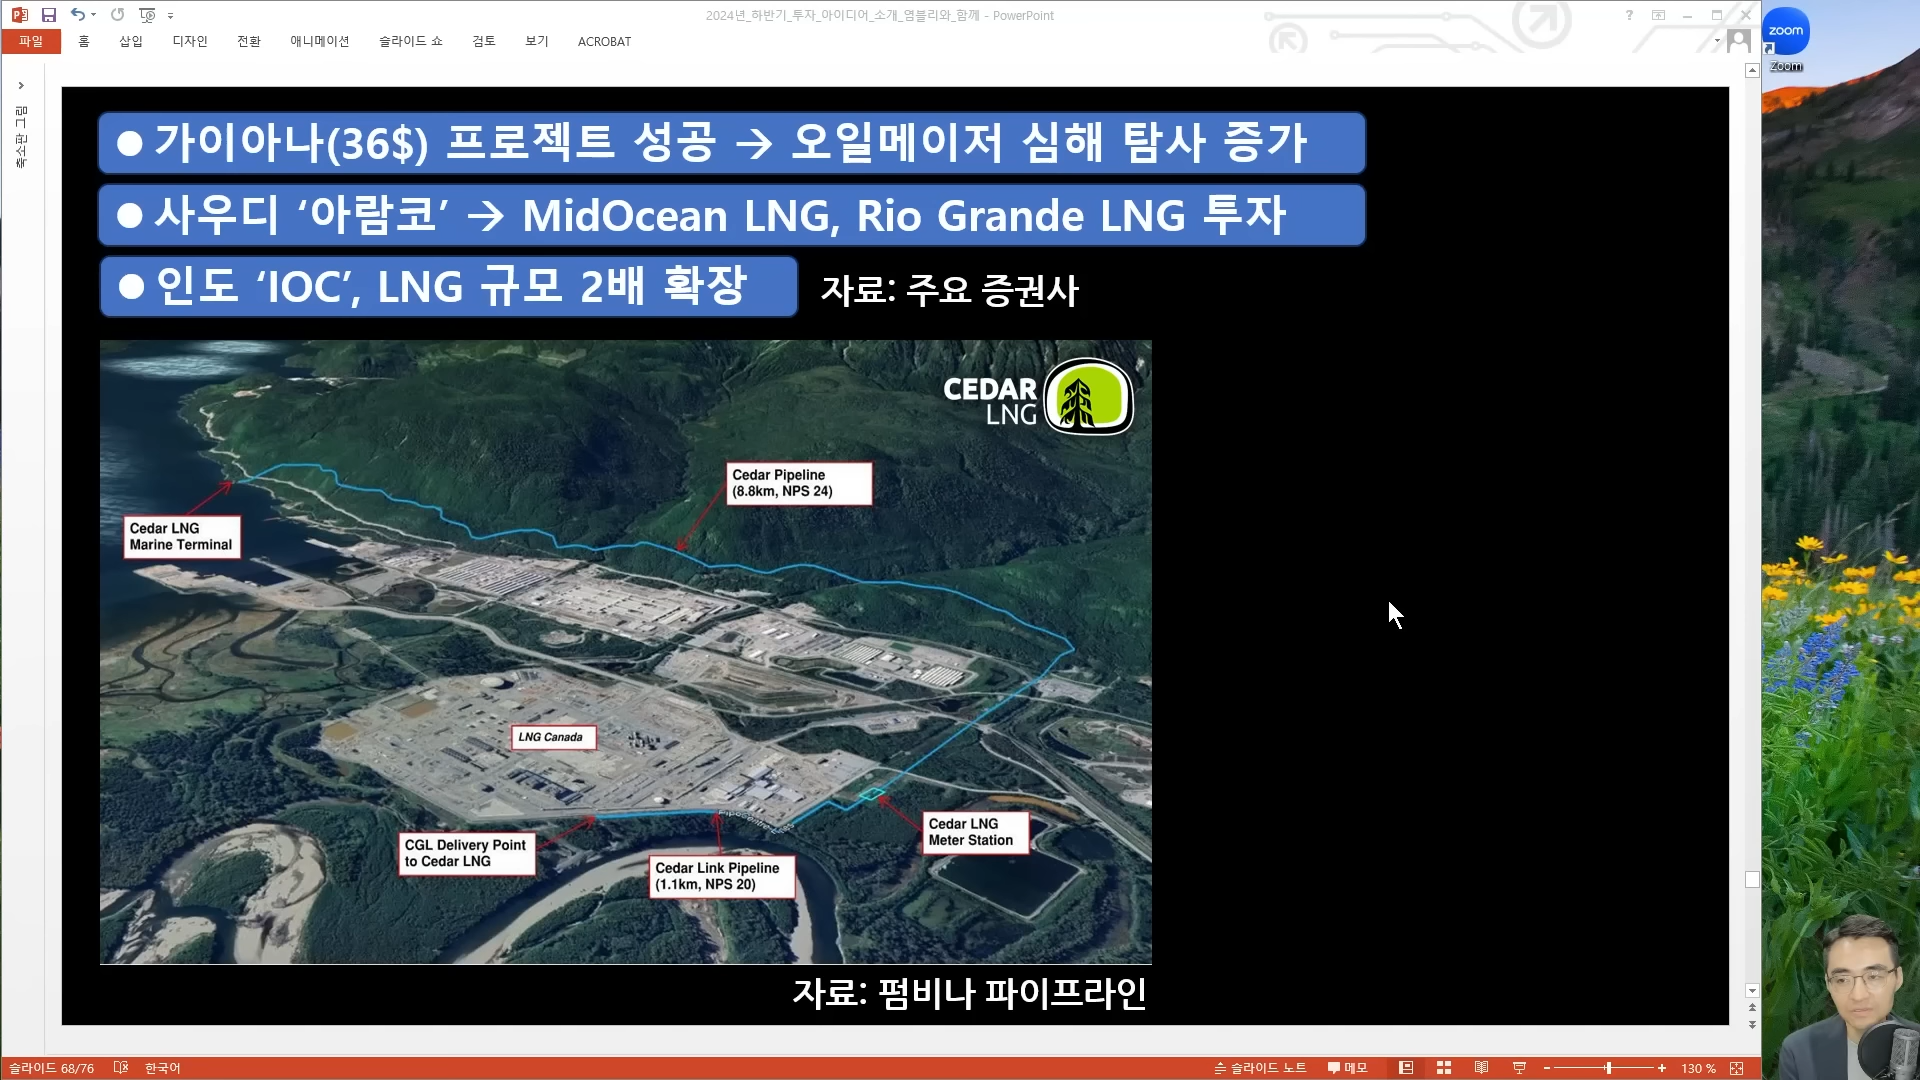 2024년_하반기_투자_아이디어_소개_염블리와_함께 - PowerPoint
파일 홈 삽입 디자인 전환 애니메이션 슬라이드 쇼 검토 보기 ACROBAT
zoom
Zoom
축소판 그림
● 가이아나(36$) 프로젝트 성공 → 오일메이저 심해 탐사 증가
● 사우디 ‘아람코’ → MidOcean LNG, Rio Grande LNG 투자
● 인도 ‘IOC’, LNG 규모 2배 확장
자료: 주요 증권사
CEDAR
LNG
Cedar Pipeline
(8.8km, NPS 24)
Cedar LNG
Marine Terminal
LNG Canada
Cedar LNG
Meter Station
CGL Delivery Point
to Cedar LNG
Cedar Link Pipeline
(1.1km, NPS 20)
자료: 펌비나 파이프라인
슬라이드 68/76 한국어 슬라이드 노트 메모 130 %